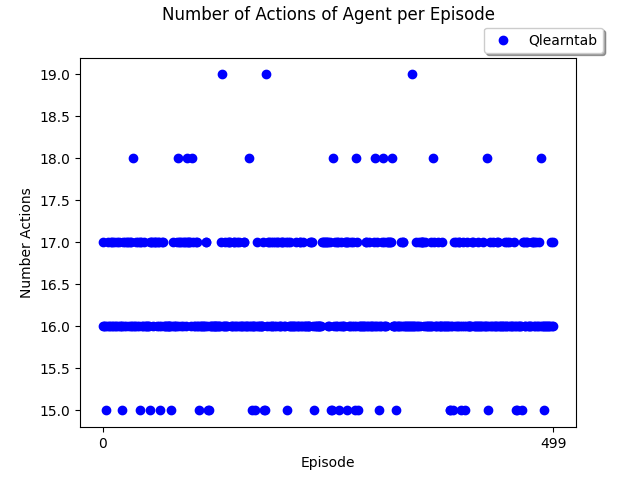 Number of Actions of Agent per Episode
Qlearntab
19.0
18.5
18.0
17.5
17.0
16.5
16.0
15.5
15.0
Number Actions
0
499
Episode